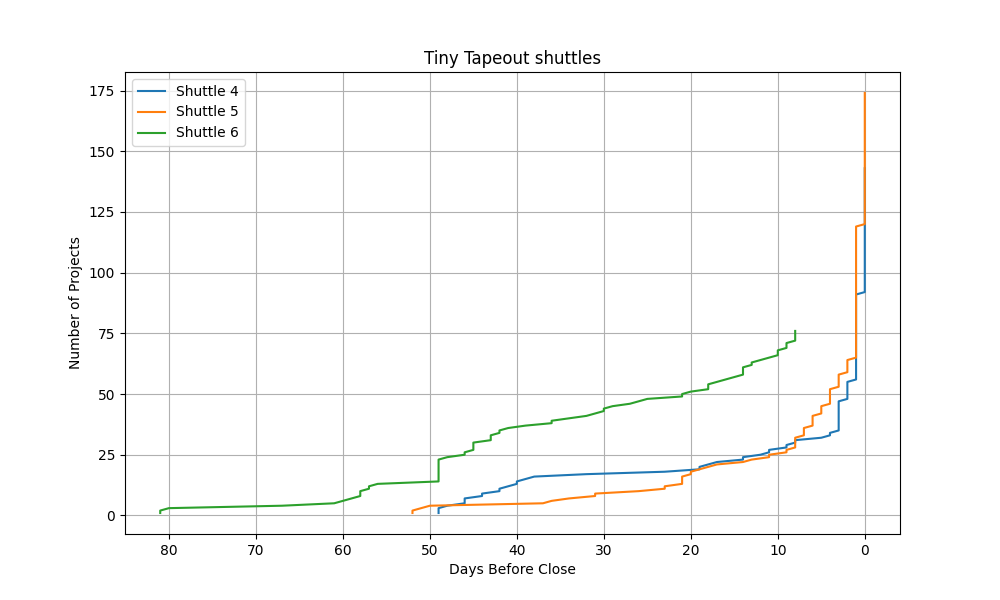 Tiny Tapeout shuttles
Shuttle 4
Shuttle 5
Shuttle 6
Number of Projects
175
150
125
100
75
50
25
0
80 70 60 50 40 30 20 10 0
Days Before Close